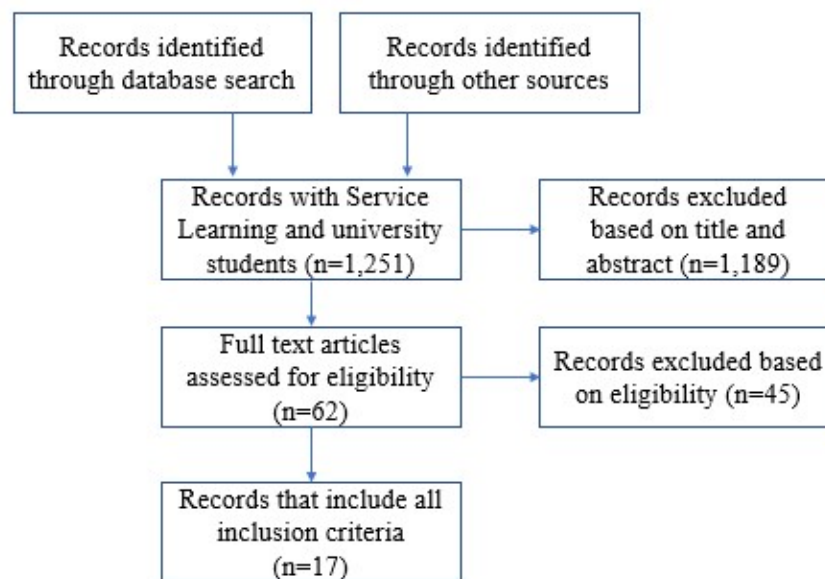 Records identified
through database search
Records identified
through other sources
Records with Service
Learning and university
students (n=1,251)
Records excluded
based on title and
abstract (n=1,189)
Full text articles
assessed for eligibility
(n=62)
Records excluded based
on eligibility (n=45)
Records that include all
inclusion criteria
(n=17)